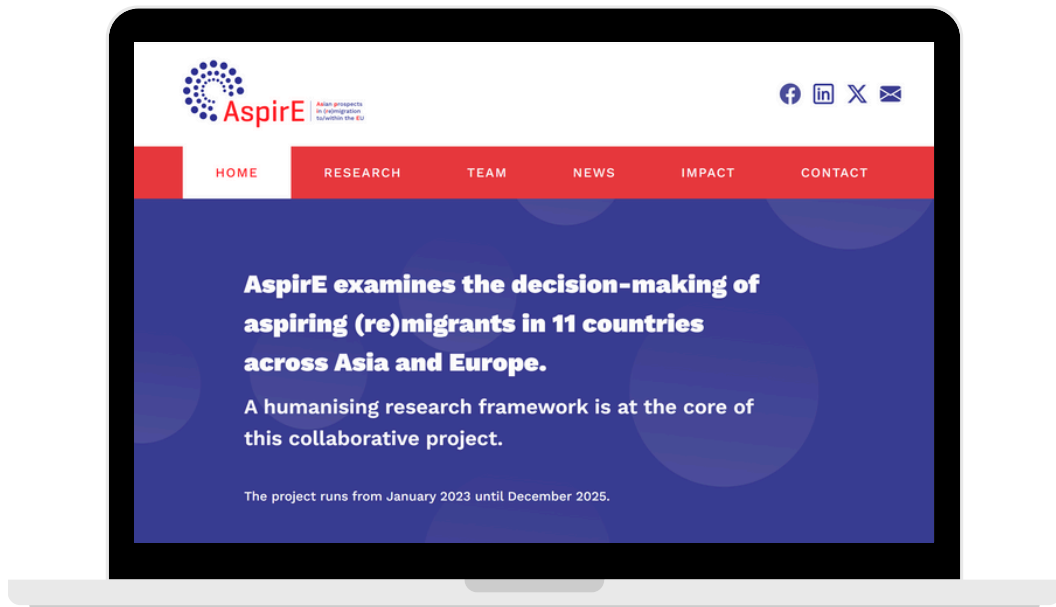 AspirE
Asian prospects
in (re)migration
to/within the EU
HOME
RESEARCH
TEAM
NEWS
IMPACT
CONTACT
AspirE examines the decision-making of
aspiring (re)migrants in 11 countries
across Asia and Europe.
A humanising research framework is at the core of
this collaborative project.
The project runs from January 2023 until December 2025.